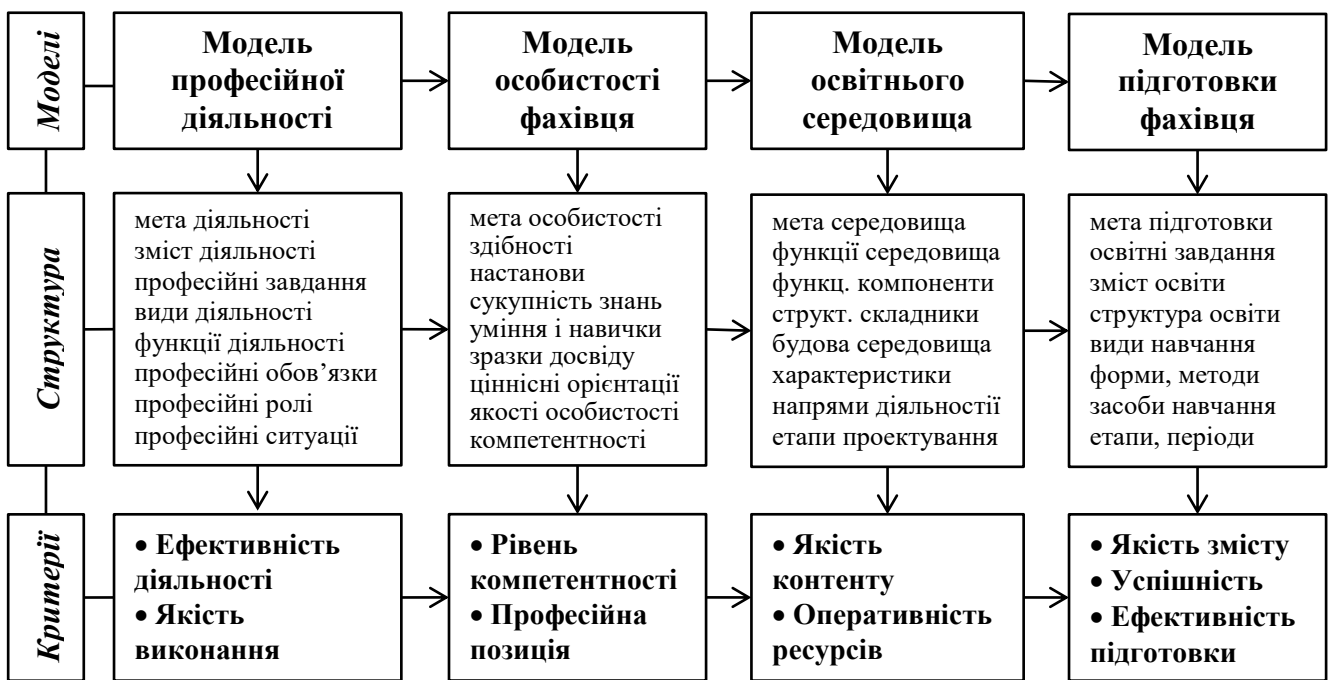 Моделі
Модель
професійної
діяльності
Модель
особистості
фахівця
Модель
освітнього
середовища
Модель
підготовки
фахівця
Структура
мета діяльності
зміст діяльності
професійні завдання
види діяльності
функції діяльності
професійні обов’язки
професійні ролі
професійні ситуації
мета особистості
здібності
настанови
сукупність знань
уміння і навички
зразки досвіду
ціннісні орієнтації
якості особистості
компетентності
мета середовища
функції середовища
функц. компоненти
структ. складники
будова середовища
характеристики
напрями діяльностії
етапи проектування
мета підготовки
освітні завдання
зміст освіти
структура освіти
види навчання
форми, методи
засоби навчання
етапи, періоди
Критерії
• Ефективність
діяльності
• Якість
виконання
• Рівень
компетентності
• Професійна
позиція
• Якість
контенту
• Оперативність
ресурсів
• Якість змісту
• Успішність
• Ефективність
підготовки